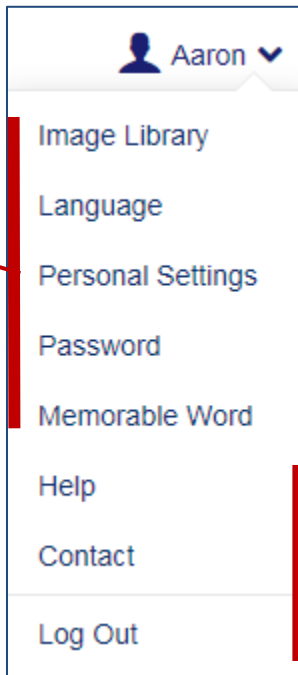 Aaron
Image Library
Language
Personal Settings
Password
Memorable Word
Help
Contact
Log Out